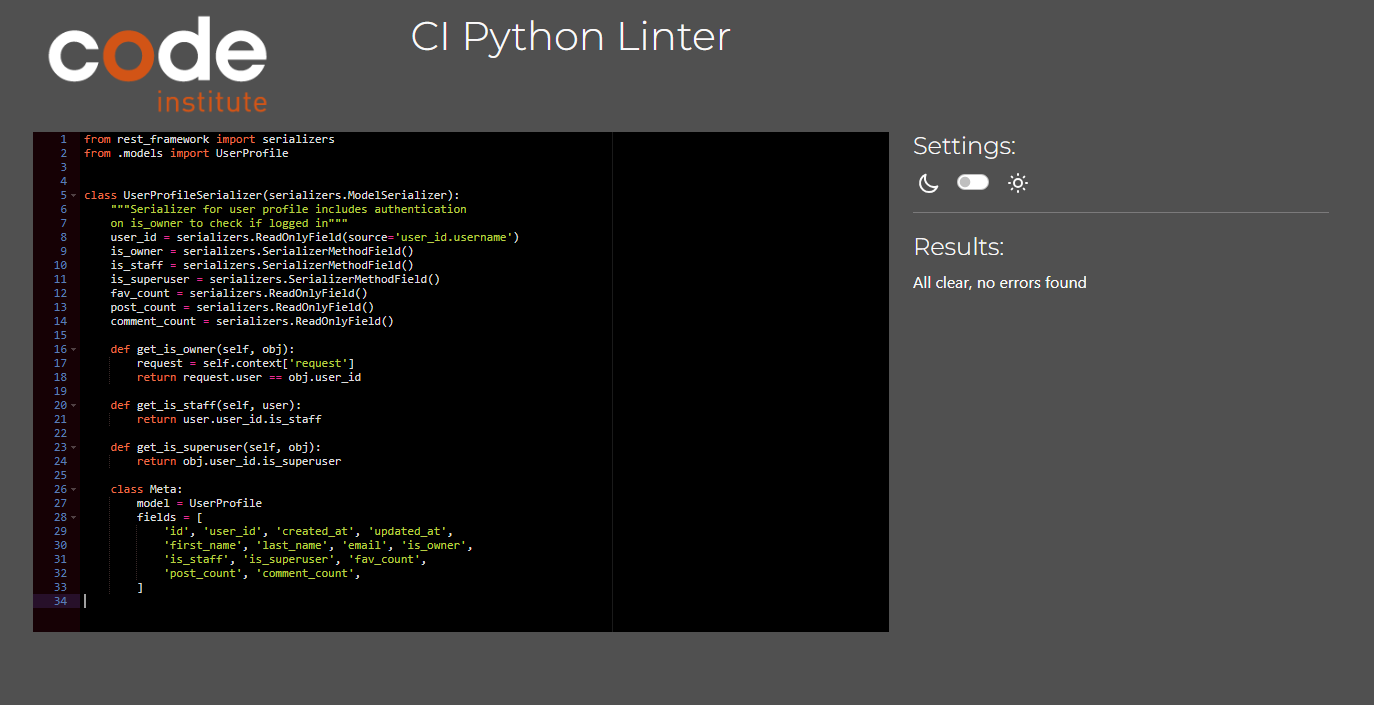 code
institute
CI Python Linter
1 from rest_framework import serializers
2 from .models import UserProfile
3
4
5 class UserProfileSerializer(serializers.ModelSerializer):
6     """Serializer for user profile includes authentication
7     on is_owner to check if logged in"""
8     user_id = serializers.ReadOnlyField(source='user_id.username')
9     is_owner = serializers.SerializerMethodField()
10     is_staff = serializers.SerializerMethodField()
11     is_superuser = serializers.SerializerMethodField()
12     fav_count = serializers.ReadOnlyField()
13     post_count = serializers.ReadOnlyField()
14     comment_count = serializers.ReadOnlyField()
15
16     def get_is_owner(self, obj):
17         request = self.context['request']
18         return request.user == obj.user_id
19
20     def get_is_staff(self, user):
21         return user.user_id.is_staff
22
23     def get_is_superuser(self, obj):
24         return obj.user_id.is_superuser
25
26     class Meta:
27         model = UserProfile
28         fields = [
29             'id', 'user_id', 'created_at', 'updated_at',
30             'first_name', 'last_name', 'email', 'is_owner',
31             'is_staff', 'is_superuser', 'fav_count',
32             'post_count', 'comment_count',
33         ]
34
Settings:
Results:
All clear, no errors found